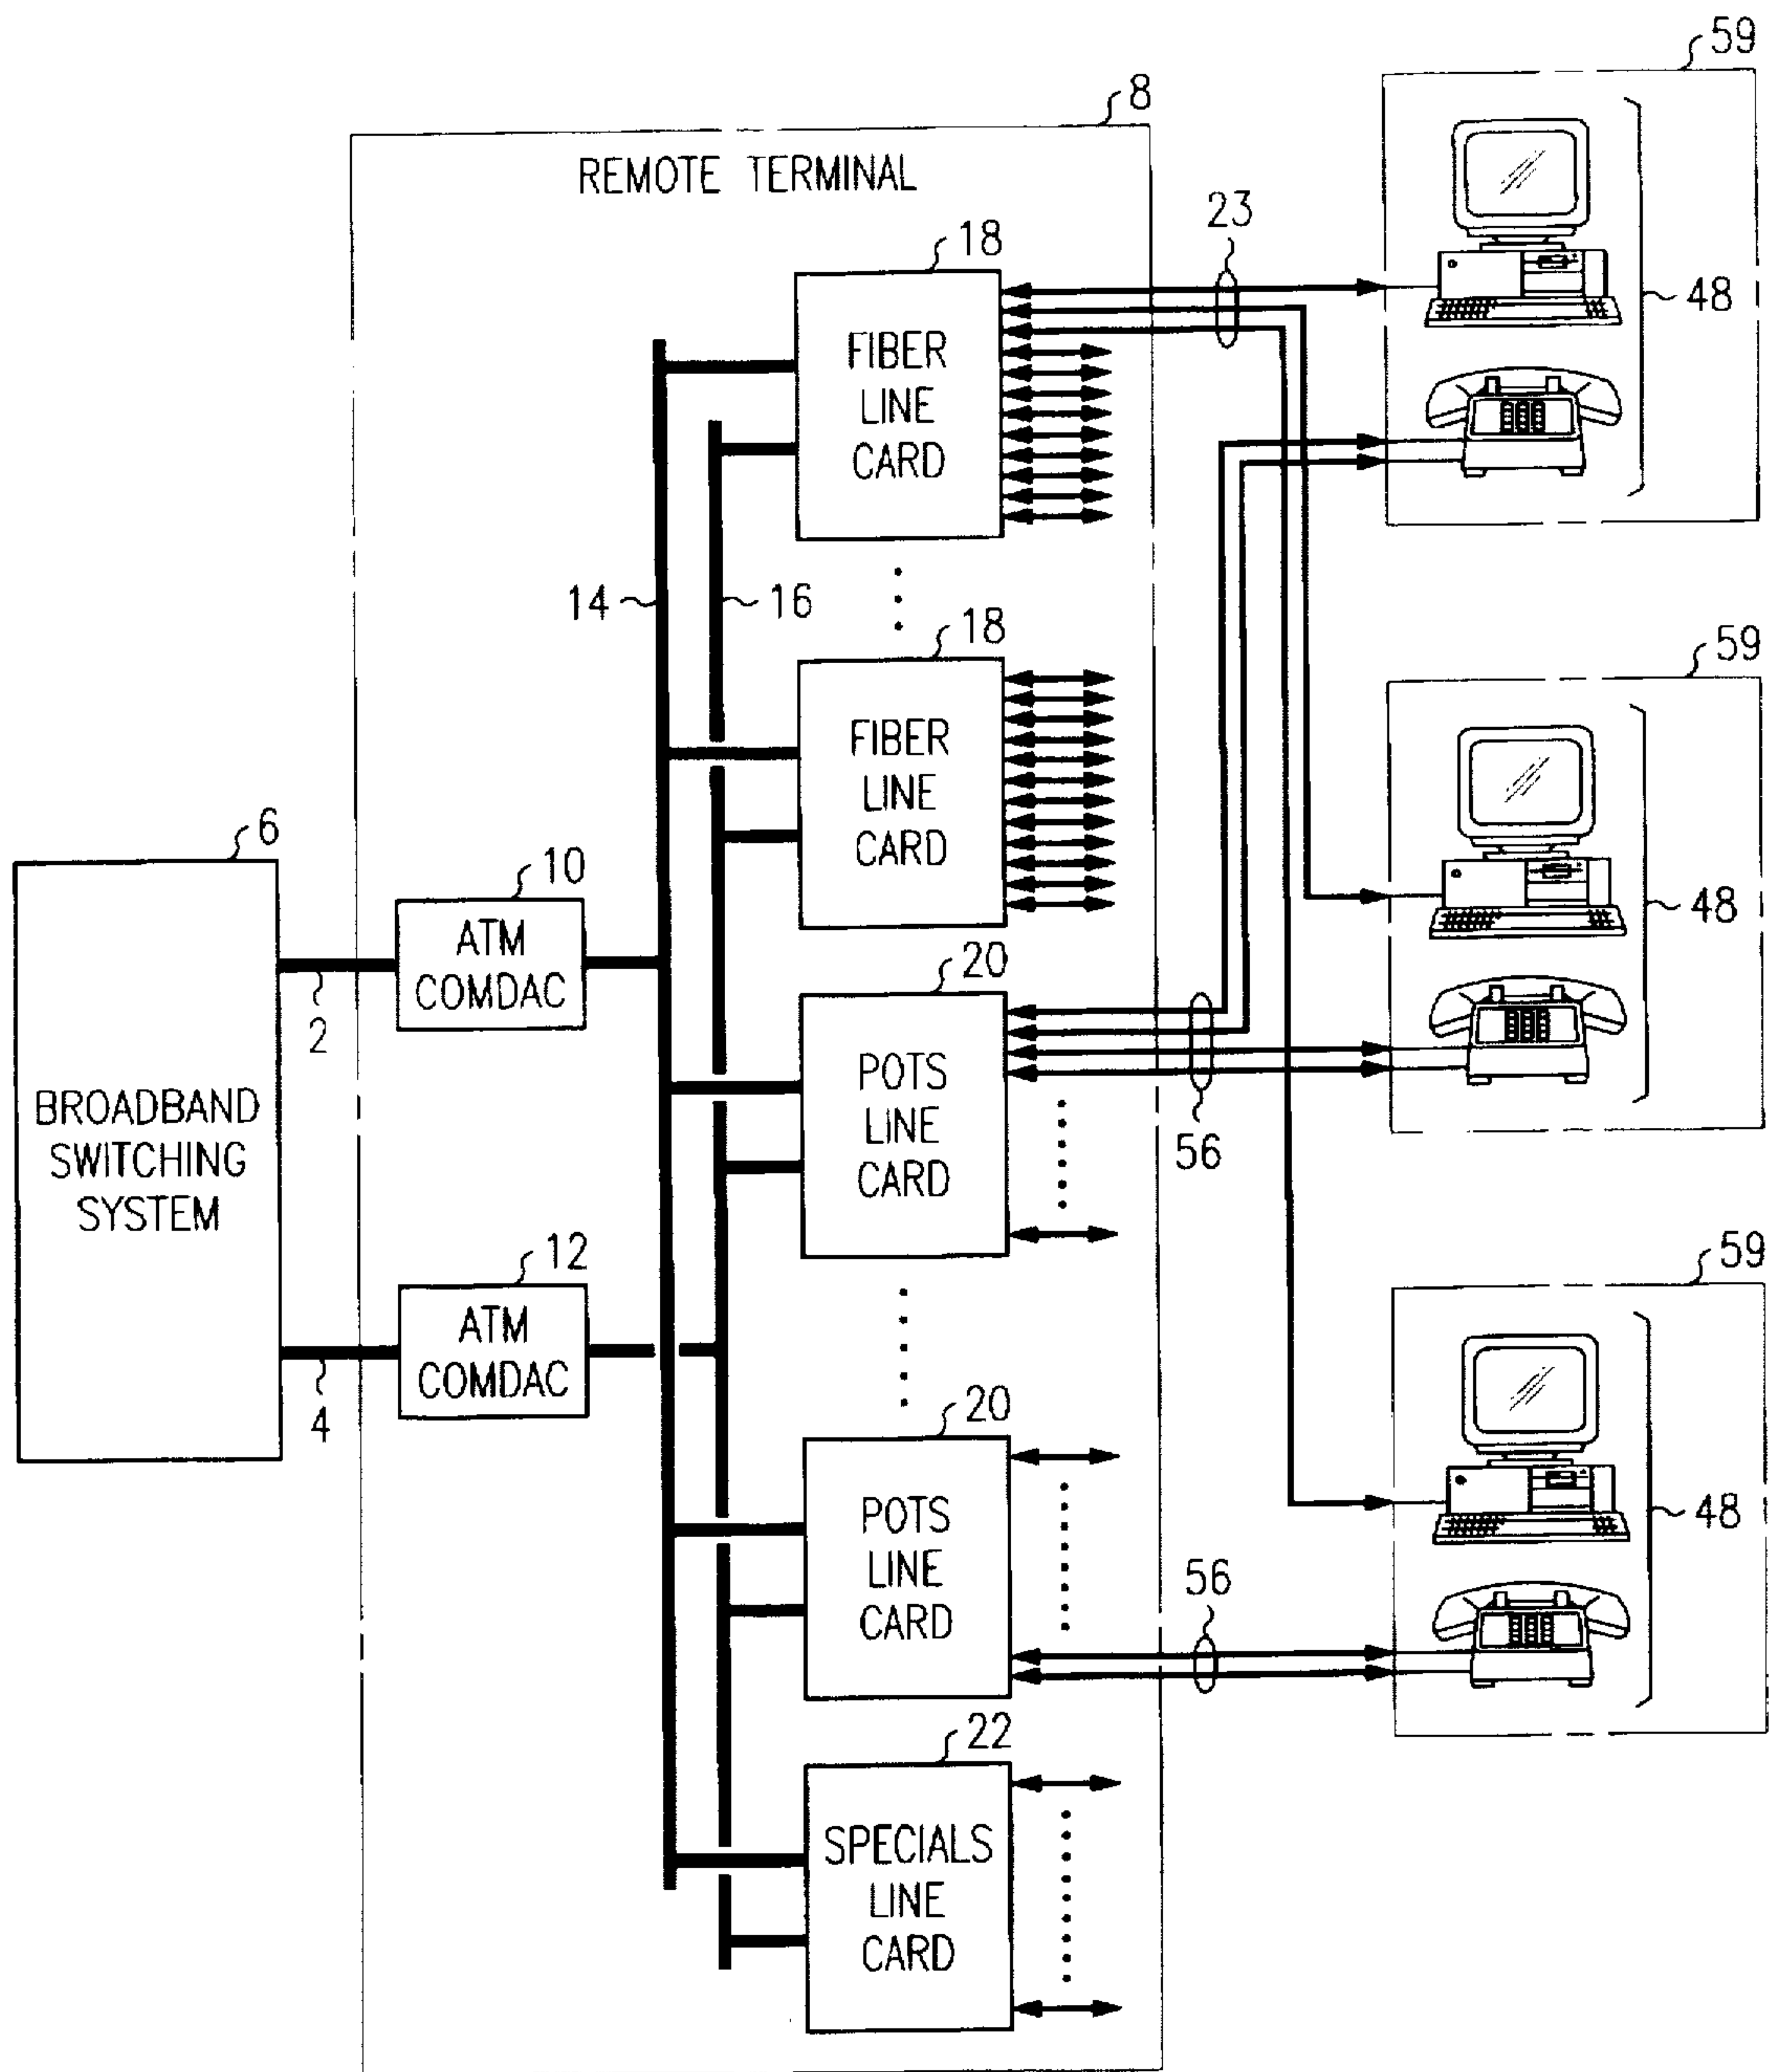 59
8
REMOTE TERMINAL
23
18
FIBER
LINE
CARD
48
14
16
18
FIBER
LINE
CARD
59
48
6
BROADBAND
SWITCHING
SYSTEM
10
ATM
COMDAC
2
20
POTS
LINE
CARD
56
12
ATM
COMDAC
4
59
48
20
POTS
LINE
CARD
56
22
SPECIALS
LINE
CARD